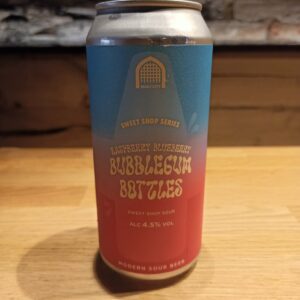 SWEET SHOP SERIES
RASPBERRY BLUEBERRY
BUBBLEGUM
BOTTLES
SWEET SHOP SOUR
ALC 4.5% VOL
MODERN SOUR BEER